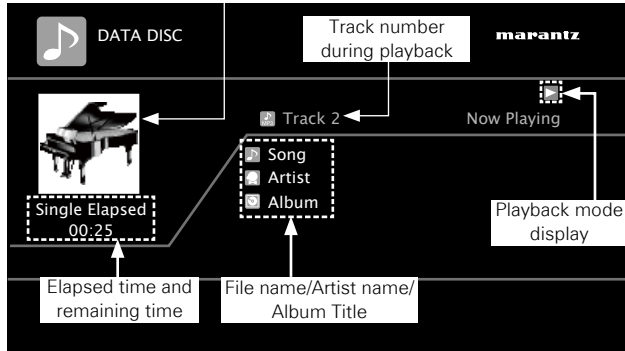 DATA DISC
Track number
during playback
marantz
MP3
Track 2
Now Playing
Song
Artist
Album
Single Elapsed
00:25
Playback mode
display
Elapsed time and
remaining time
File name/Artist name/
Album Title